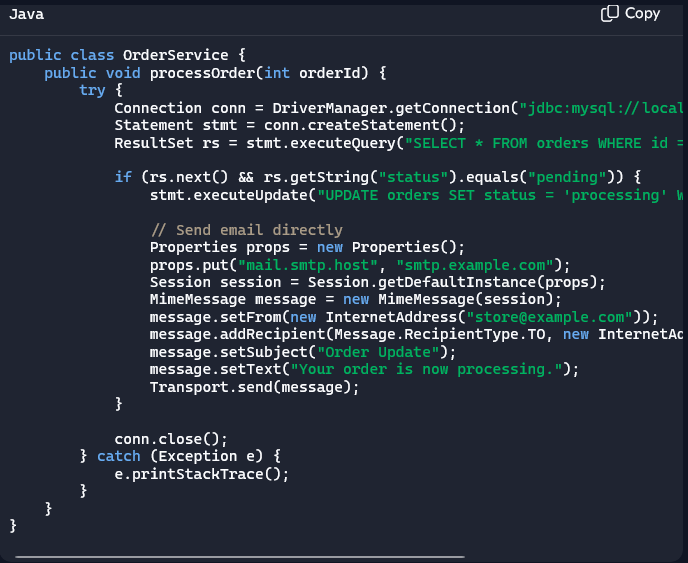 Java
Copy
public class OrderService {
    public void processOrder(int orderId) {
        try {
            Connection conn = DriverManager.getConnection("jdbc:mysql://local
            Statement stmt = conn.createStatement();
            ResultSet rs = stmt.executeQuery("SELECT * FROM orders WHERE id =

            if (rs.next() && rs.getString("status").equals("pending")) {
                stmt.executeUpdate("UPDATE orders SET status = 'processing' W

                // Send email directly
                Properties props = new Properties();
                props.put("mail.smtp.host", "smtp.example.com");
                Session session = Session.getDefaultInstance(props);
                MimeMessage message = new MimeMessage(session);
                message.setFrom(new InternetAddress("store@example.com"));
                message.addRecipient(Message.RecipientType.TO, new InternetAd
                message.setSubject("Order Update");
                message.setText("Your order is now processing.");
                Transport.send(message);
            }

            conn.close();
        } catch (Exception e) {
            e.printStackTrace();
        }
    }
}